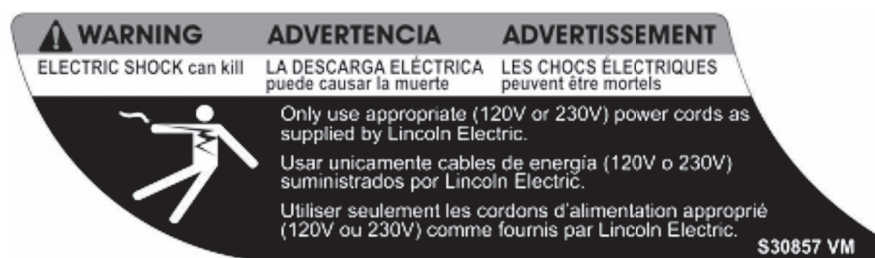 WARNING
ADVERTENCIA
ADVERTISSEMENT
ELECTRIC SHOCK can kill
LA DESCARGA ELÉCTRICA
puede causar la muerte
LES CHOCS ÉLECTRIQUES
peuvent être mortels
Only use appropriate (120V or 230V) power cords as
supplied by Lincoln Electric.
Usar unicamente cables de energía (120V o 230V)
suministrados por Lincoln Electric.
Utiliser seulement les cordons d'alimentation approprié
(120V ou 230V) comme fournis par Lincoln Electric.
S30857 VM